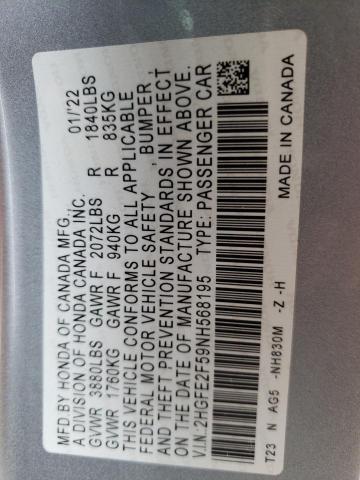 MFD BY HONDA OF CANADA MFG.,
A DIVISION OF HONDA CANADA INC. 01/'22
GVWR 3880LBS GAWR F 2072LBS R 1840LBS
GVWR 1760KG GAWR F 940KG R 835KG
THIS VEHICLE CONFORMS TO ALL APPLICABLE
FEDERAL MOTOR VEHICLE SAFETY , BUMPER ,
AND THEFT PREVENTION STANDARDS IN EFFECT
ON THE DATE OF MANUFACTURE SHOWN ABOVE.
V.I.N:2HGFE2F59NH568195 TYPE: PASSENGER CAR
T23 N AG5 -NH830M -Z -H MADE IN CANADA